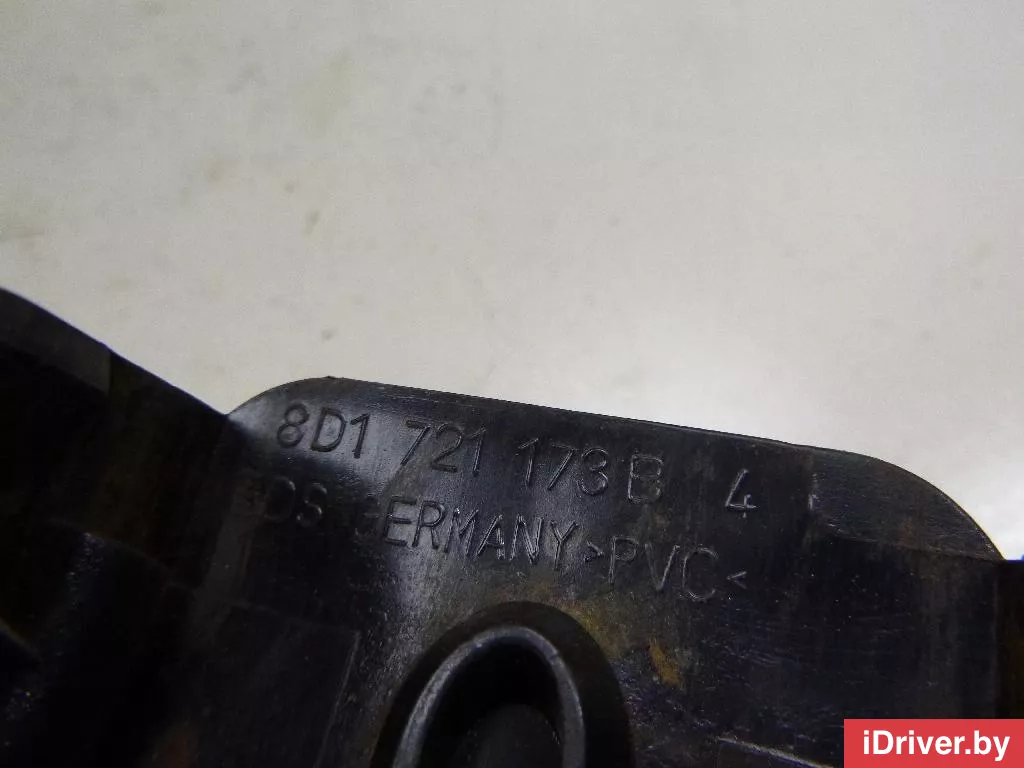 8D1 721 173 B 4
GERMANY >PVC<
iDriver.by